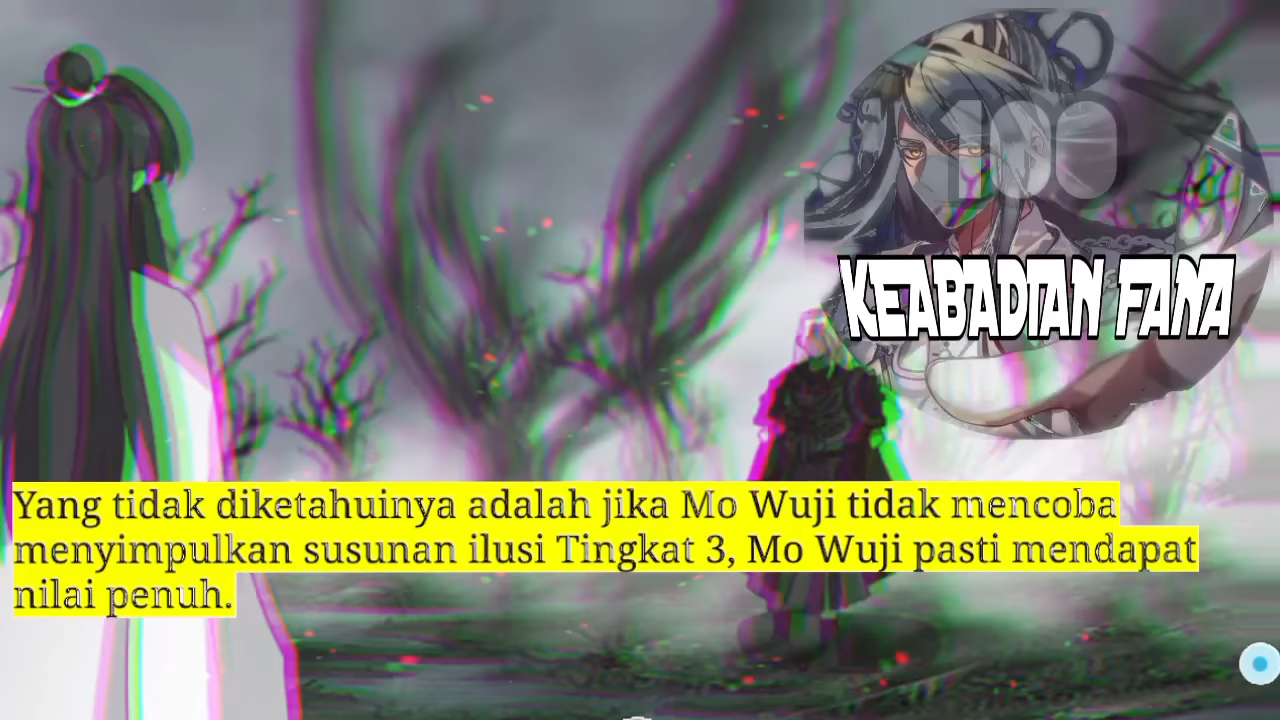 100
KEABADIAN FANA
Yang tidak diketahuinya adalah jika Mo Wuji tidak mencoba
menyimpulkan susunan ilusi Tingkat 3, Mo Wuji pasti mendapat
nilai penuh.